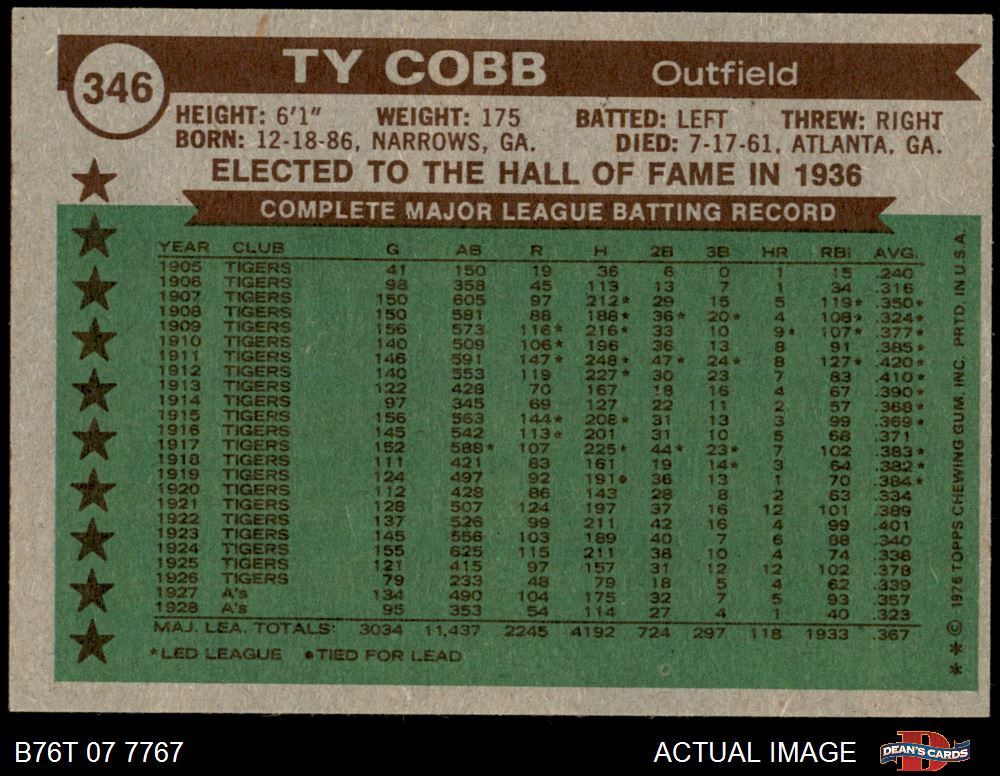 346
TY COBB Outfield
HEIGHT: 6'1" WEIGHT: 175 BATTED: LEFT THREW: RIGHT
BORN: 12-18-86, NARROWS, GA. DIED: 7-17-61, ATLANTA, GA.
ELECTED TO THE HALL OF FAME IN 1936
COMPLETE MAJOR LEAGUE BATTING RECORD
YEAR CLUB G AB R H 2B 3B HR RBI AVG.
1905 TIGERS 41 150 19 36 6 0 1 15 .240
1906 TIGERS 98 358 45 113 13 7 1 34 .316
1907 TIGERS 150 605 97 212* 29 15 5 119* .350*
1908 TIGERS 150 581 88 188* 36* 20* 4 108* .324*
1909 TIGERS 156 573 116* 216* 33 10 9* 107* .377*
1910 TIGERS 140 509 106* 196 36 13 8 91 .385*
1911 TIGERS 146 591 147* 248* 47* 24* 8 127* .420*
1912 TIGERS 140 553 119 227* 30 23 7 83 .410*
1913 TIGERS 122 428 70 167 18 16 4 67 .390*
1914 TIGERS 97 345 69 127 22 11 2 57 .368*
1915 TIGERS 156 563 144* 208* 31 13 3 99 .369*
1916 TIGERS 145 542 113* 201 31 10 5 68 .371
1917 TIGERS 152 588* 107 225* 44* 23* 7 102 .383*
1918 TIGERS 111 421 83 161 19 14* 3 64 .382*
1919 TIGERS 124 497 92 191● 36 13 1 70 .384*
1920 TIGERS 112 428 86 143 28 8 2 63 .334
1921 TIGERS 128 507 124 197 37 16 12 101 .389
1922 TIGERS 137 526 99 211 42 16 4 99 .401
1923 TIGERS 145 556 103 189 40 7 6 88 .340
1924 TIGERS 155 625 115 211 38 10 4 74 .338
1925 TIGERS 121 415 97 157 31 12 12 102 .378
1926 TIGERS 79 233 48 79 18 5 4 62 .339
1927 A's 134 490 104 175 32 7 5 93 .357
1928 A's 95 353 54 114 27 4 1 40 .323
MAJ. LEA. TOTALS: 3034 11,437 2245 4192 724 297 118 1933 .367
*LED LEAGUE ●TIED FOR LEAD
**© 1976 TOPPS CHEWING GUM, INC. PRTD IN U.S.A.
B76T 07 7767 ACTUAL IMAGE DEAN'S CARDS